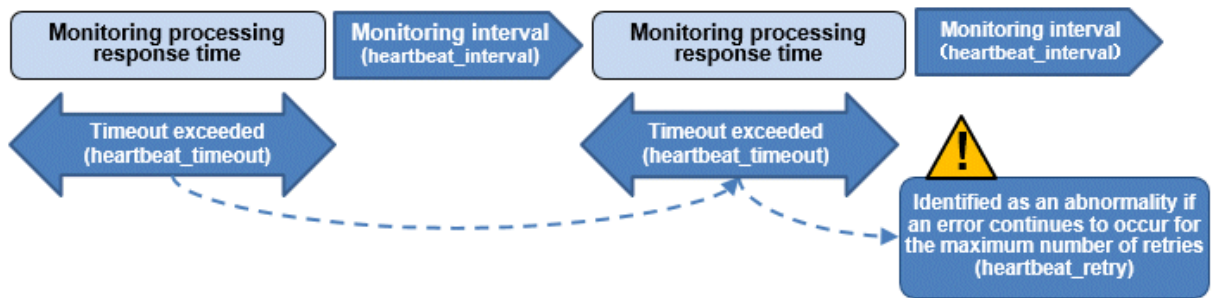 Monitoring processing
response time
Monitoring interval
(heartbeat_interval)
Monitoring processing
response time
Monitoring interval
(heartbeat_interval)
Timeout exceeded
(heartbeat_timeout)
Timeout exceeded
(heartbeat_timeout)
!
Identified as an abnormality if
an error continues to occur for
the maximum number of retries
(heartbeat_retry)